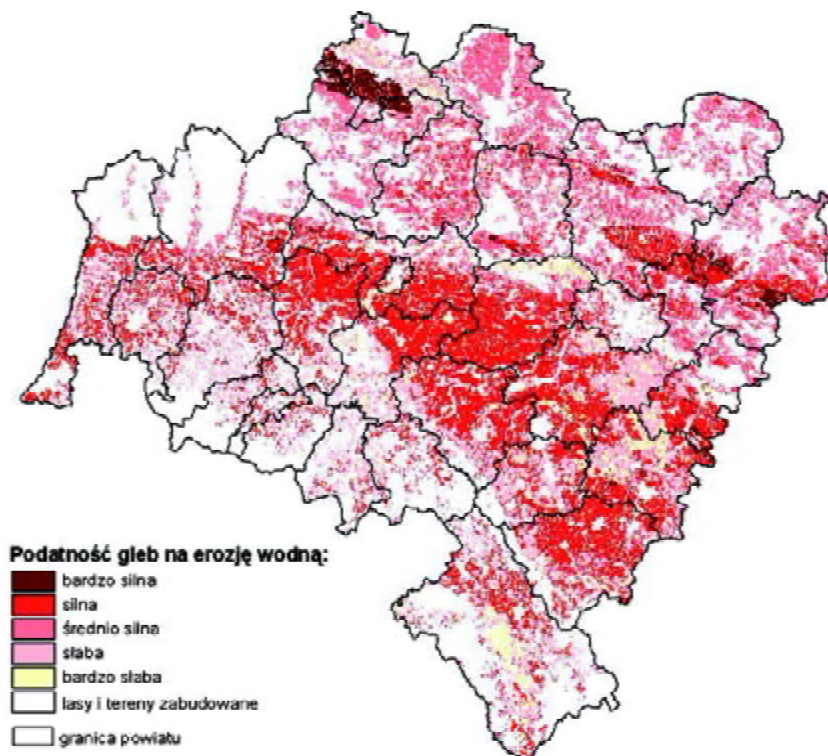 Podatność gleb na erozję wodną:
bardzo silna
silna
średnio silna
słaba
bardzo słaba
lasy i tereny zabudowane
granica powiatu